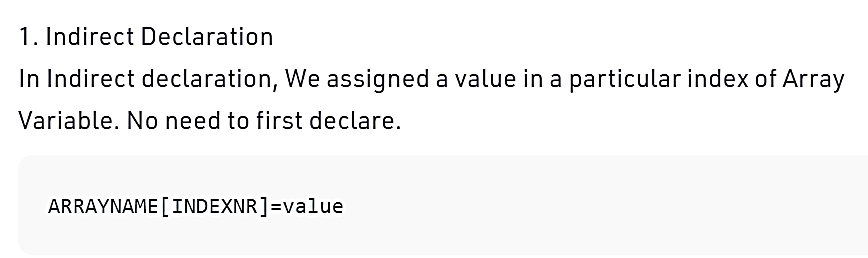 1. Indirect Declaration
In Indirect declaration, We assigned a value in a particular index of Array
Variable. No need to first declare.
ARRAYNAME[INDEXNR]=value